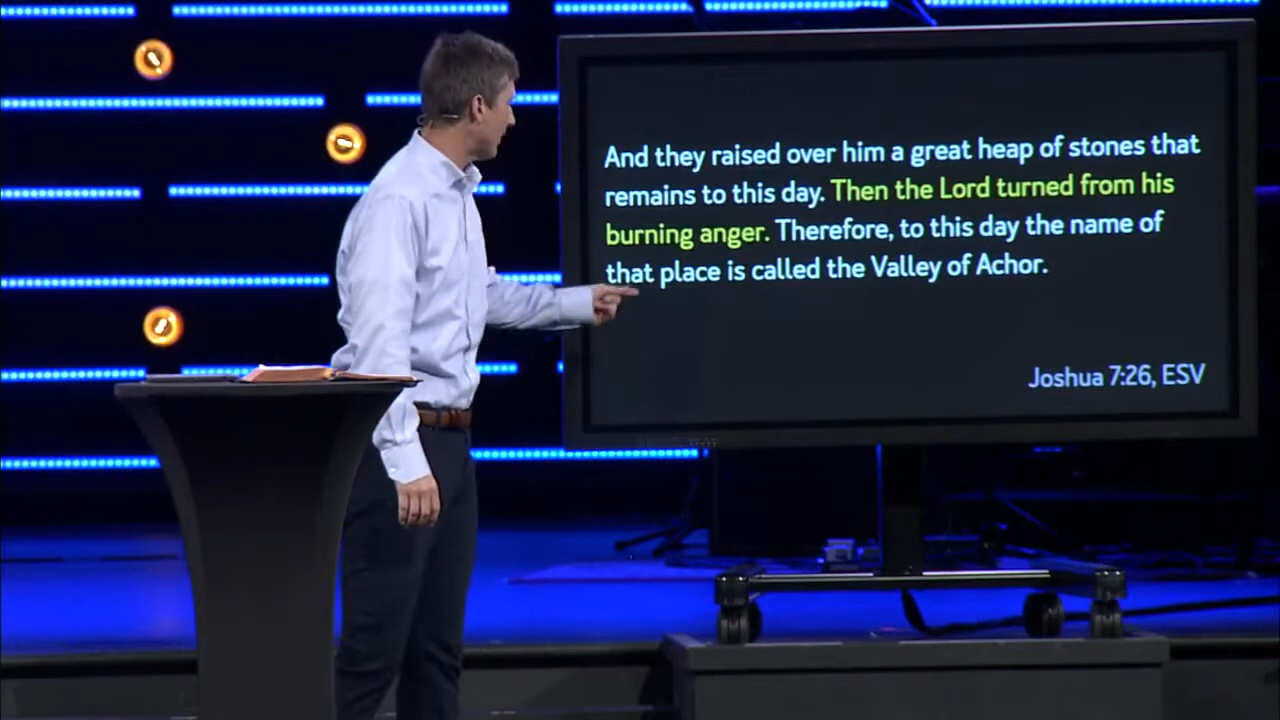 And they raised over him a great heap of stones that
remains to this day. Then the Lord turned from his
burning anger. Therefore, to this day the name of
that place is called the Valley of Achor.
Joshua 7:26, ESV